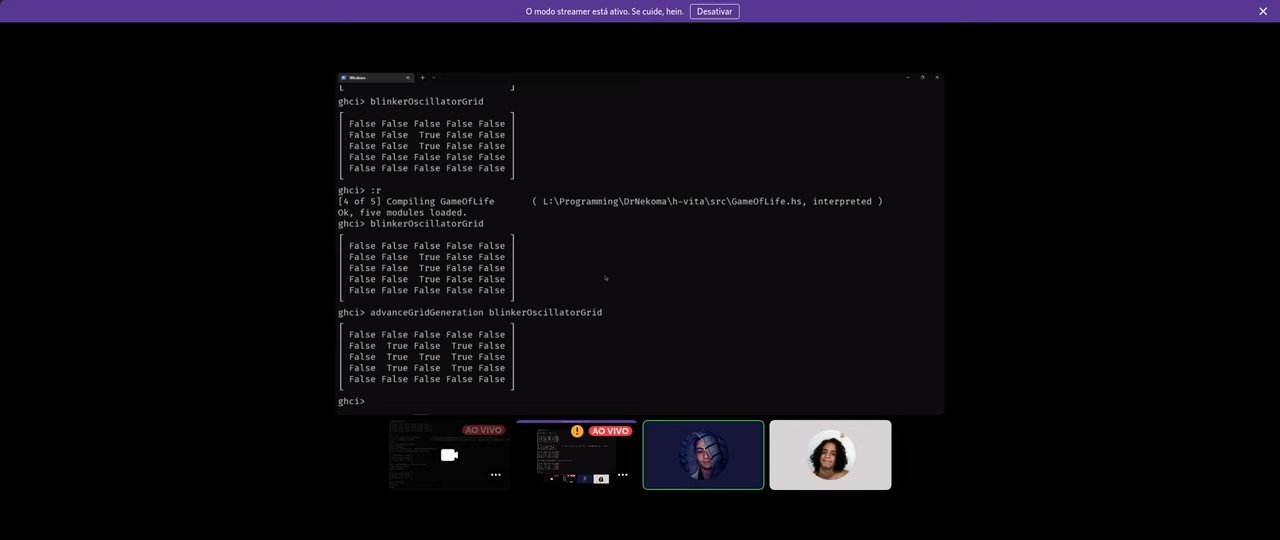 O modo streamer está ativo. Se cuide, hein. Desativar
Windows
ghci> blinkerOscillatorGrid
False False False False False
False False True False False
False False True False False
False False False False False
False False False False False
ghci> :r
[4 of 5] Compiling GameOfLife ( L:\Programming\DrNekoma\h-vita\src\GameOfLife.hs, interpreted )
Ok, five modules loaded.
ghci> blinkerOscillatorGrid
False False False False False
False False True False False
False False True False False
False False True False False
False False False False False
ghci> advanceGridGeneration blinkerOscillatorGrid
False False False False False
False True False True False
False True True True False
False True False True False
False False False False False
ghci>
AO VIVO
! AO VIVO